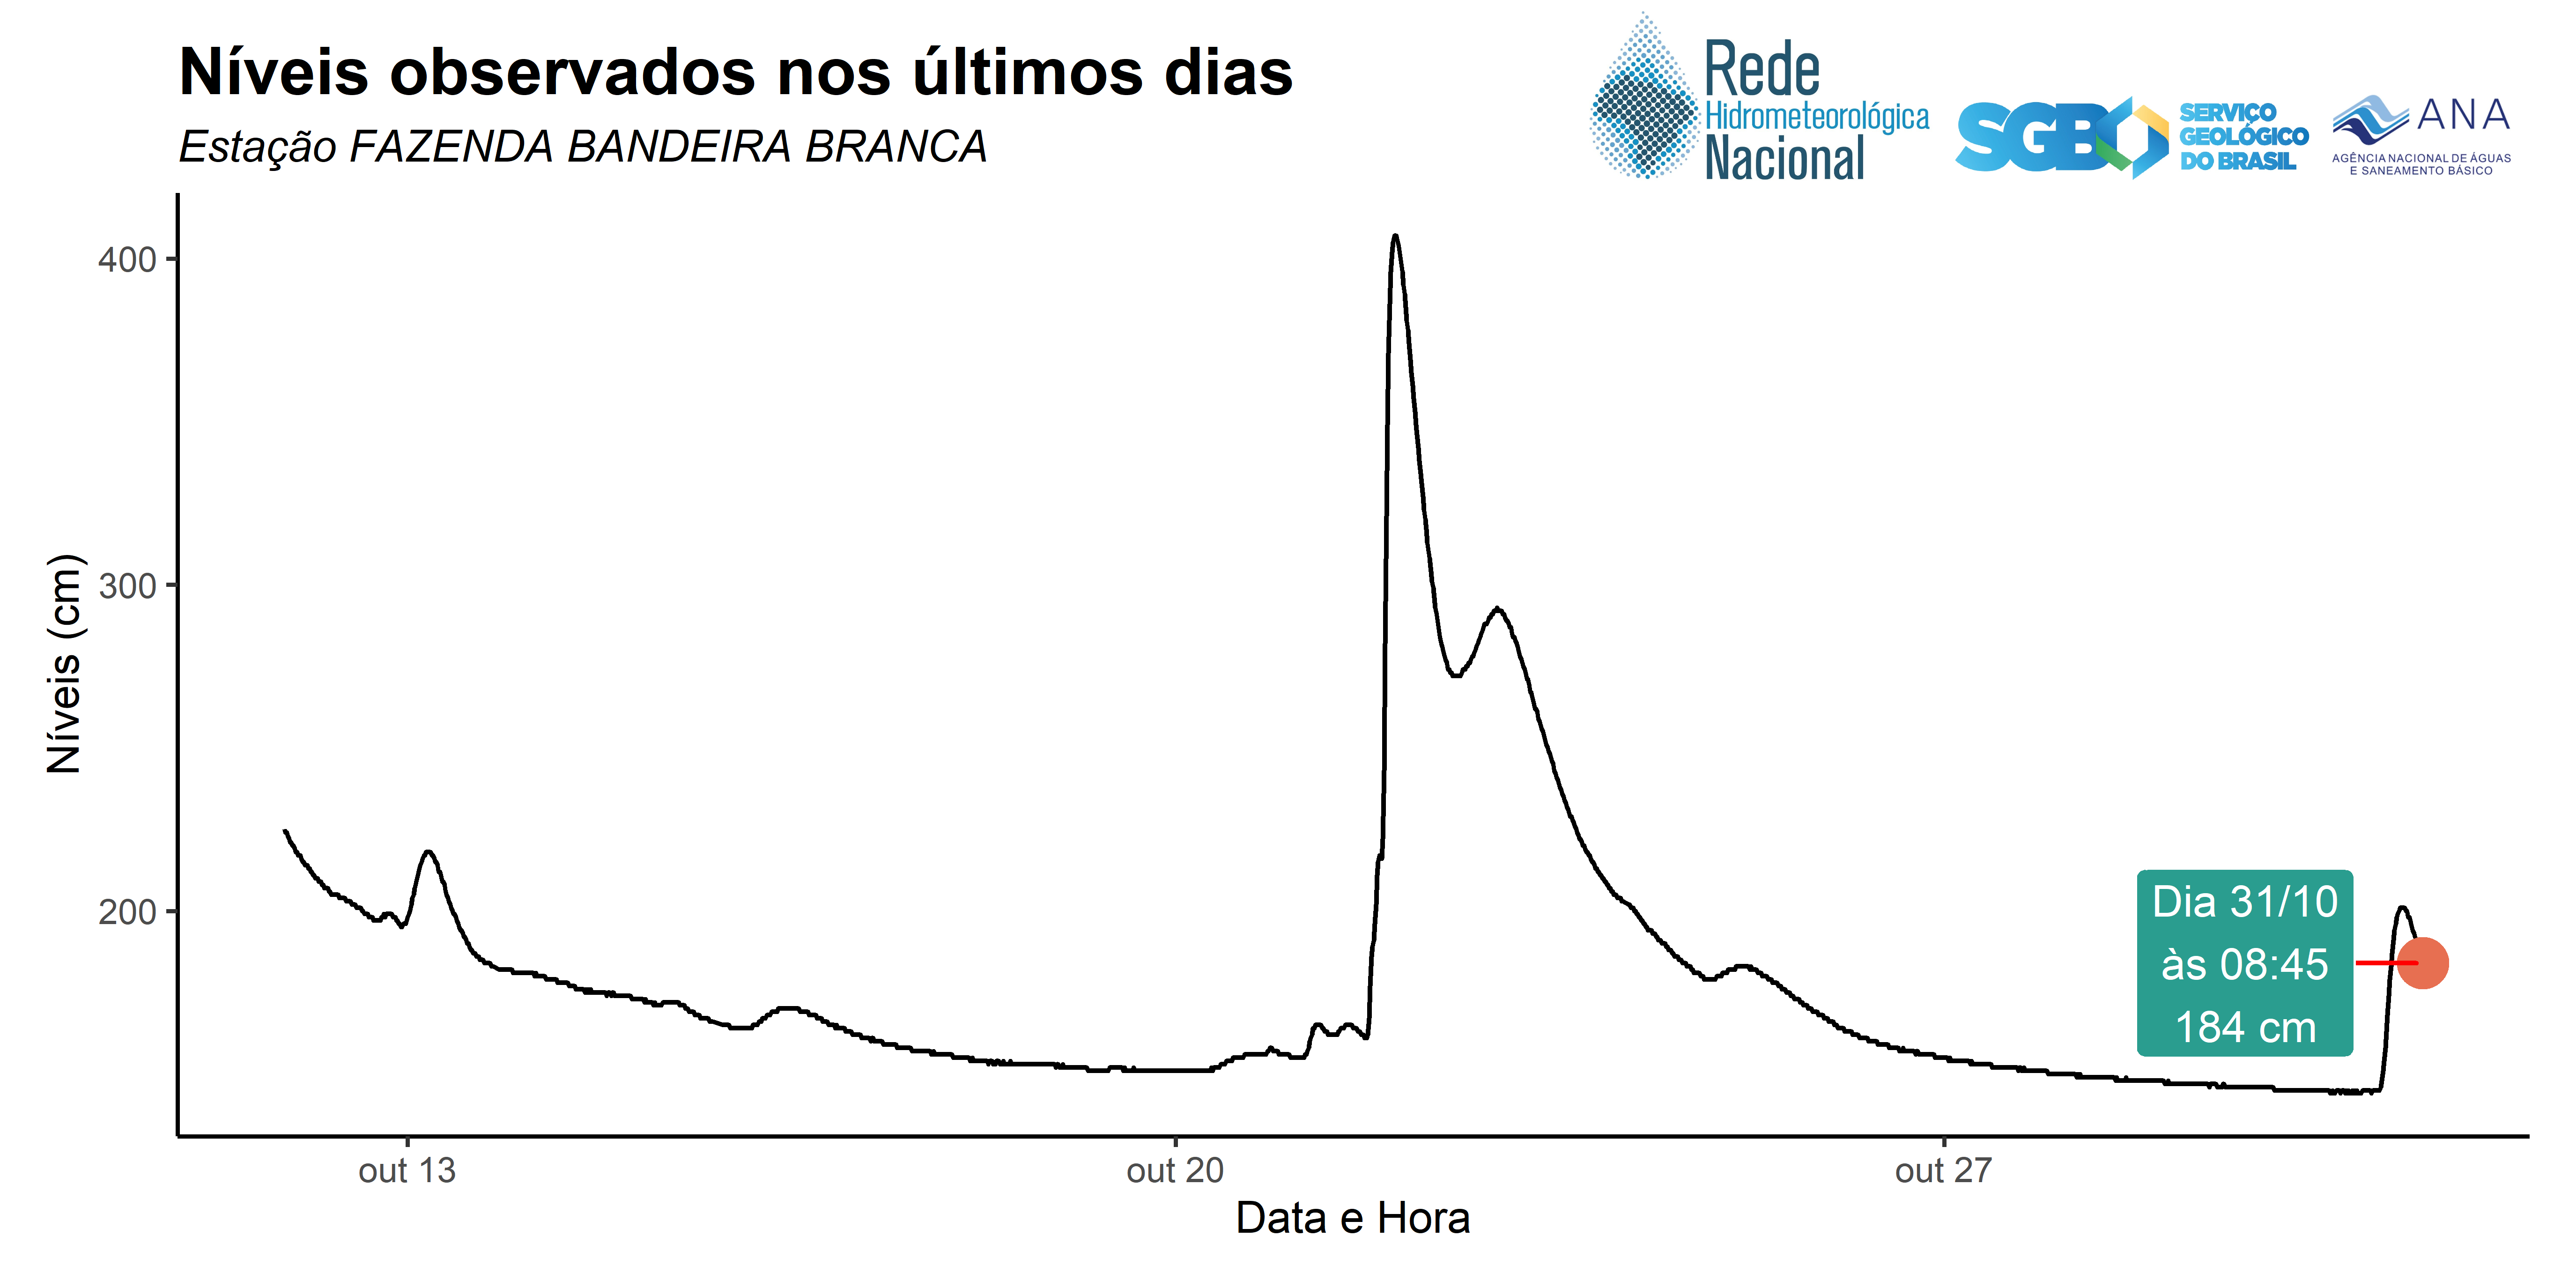 Níveis observados nos últimos dias
Estação FAZENDA BANDEIRA BRANCA
Rede
Hidrometeorológica
Nacional
SGB
SERVIÇO
GEOLÓGICO
DO BRASIL
ANA
AGÊNCIA NACIONAL DE ÁGUAS
E SANEAMENTO BÁSICO
Níveis (cm)
400
300
200
Dia 31/10
às 08:45
184 cm
out 13
out 20
out 27
Data e Hora